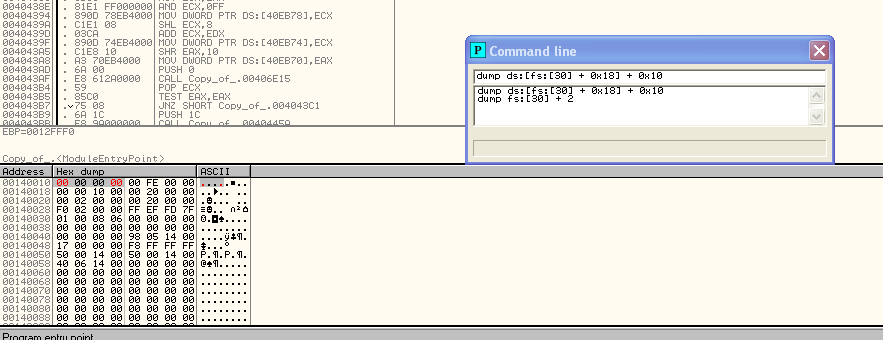 0040438E . 81E1 FF000000 AND ECX,0FF
00404394 . 890D 78EB4000 MOV DWORD PTR DS:[40EB78],ECX
0040439A . C1E1 08 SHL ECX,8
0040439D . 03CA ADD ECX,EDX
0040439F . 890D 74EB4000 MOV DWORD PTR DS:[40EB74],ECX
004043A5 . C1E8 10 SHR EAX,10
004043A8 . A3 70EB4000 MOV DWORD PTR DS:[40EB70],EAX
004043AD . 6A 00 PUSH 0
004043AF . E8 612A0000 CALL Copy_of_.00406E15
004043B4 . 59 POP ECX
004043B5 . 85C0 TEST EAX,EAX
004043B7 . 75 08 JNZ SHORT Copy_of_.004043C1
004043B9 . 6A 1C PUSH 1C
EBP=0012FFF0
Copy_of_.<ModuleEntryPoint>
Command line
dump ds:[fs:[30] + 0x18] + 0x10
dump ds:[fs:[30] + 0x18] + 0x10
dump fs:[30] + 2
Address Hex dump ASCII
00140010 00 00 00 00 00 FE 00 00
00140018 00 00 10 00 00 20 00 00
00140020 00 02 00 00 00 20 00 00
00140028 F0 02 00 00 FF EF FD 7F
00140030 01 00 08 06 00 00 00 00
00140038 00 00 00 00 00 00 00 00
00140040 00 00 00 00 98 05 14 00
00140048 17 00 00 00 F8 FF FF FF
00140050 50 00 14 00 50 00 14 00 P.¶.P.¶.
00140058 40 06 14 00 00 00 00 00
00140060 00 00 00 00 00 00 00 00 ........
00140068 00 00 00 00 00 00 00 00 ........
00140070 00 00 00 00 00 00 00 00 ........
00140078 00 00 00 00 00 00 00 00 ........
00140080 00 00 00 00 00 00 00 00 ........
00140088 00 00 00 00 00 00 00 00 ........
Program entry point